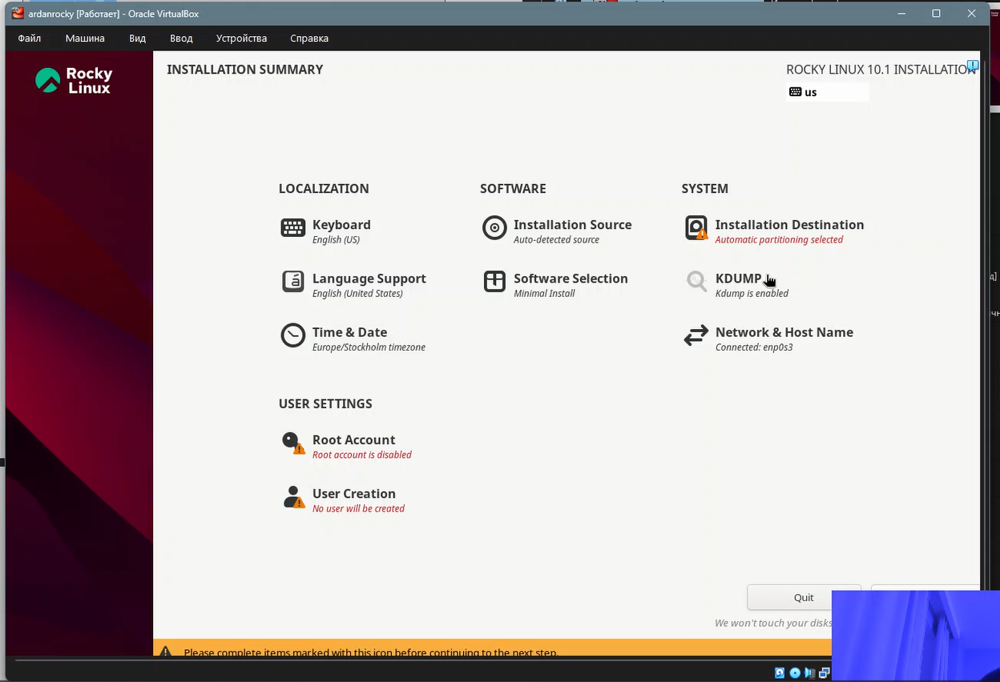 ardanrocky [Работает] - Oracle VirtualBox
Файл Машина Вид Ввод Устройства Справка
Rocky
Linux
INSTALLATION SUMMARY
ROCKY LINUX 10.1 INSTALLATION
us
LOCALIZATION
Keyboard
English (US)
Language Support
English (United States)
Time & Date
Europe/Stockholm timezone
SOFTWARE
Installation Source
Auto-detected source
Software Selection
Minimal Install
SYSTEM
Installation Destination
Automatic partitioning selected
KDUMP
Kdump is enabled
Network & Host Name
Connected: enp0s3
USER SETTINGS
Root Account
Root account is disabled
User Creation
No user will be created
Quit
We won't touch your disks
Please complete items marked with this icon before continuing to the next step.